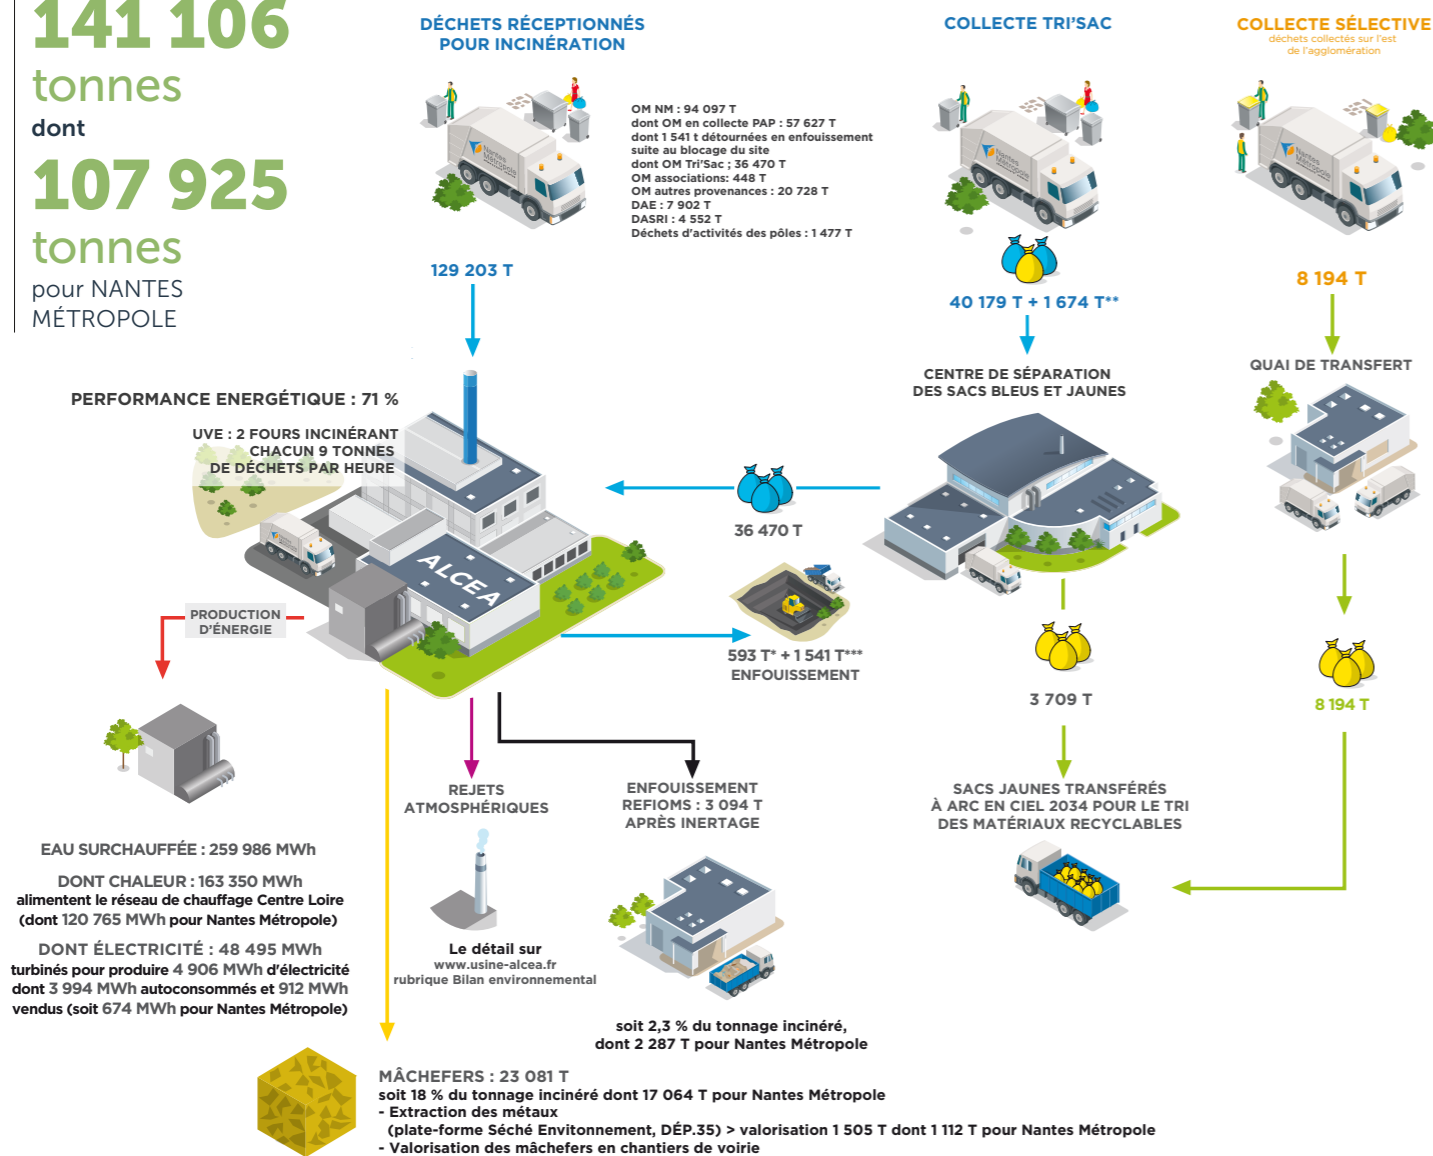 141 106
tonnes
dont
107 925
tonnes
pour NANTES
MÉTROPOLE
DÉCHETS RÉCEPTIONNÉS
POUR INCINÉRATION
Nantes
Métropole
OM NM : 94 097 T
dont OM en collecte PAP : 57 627 T
dont 1 541 t détournées en enfouissement
suite au blocage du site
dont OM Tri'Sac ; 36 470 T
OM associations: 448 T
OM autres provenances : 20 728 T
DAE : 7 902 T
DASRI : 4 552 T
Déchets d'activités des pôles : 1 477 T
129 203 T
COLLECTE TRI'SAC
Nantes
Métropole
40 179 T + 1 674 T**
COLLECTE SÉLECTIVE
déchets collectés sur l'est
de l'agglomération
Nantes
Métropole
8 194 T
CENTRE DE SÉPARATION
DES SACS BLEUS ET JAUNES
QUAI DE TRANSFERT
PERFORMANCE ENERGÉTIQUE : 71 %
UVE : 2 FOURS INCINÉRANT
CHACUN 9 TONNES
DE DÉCHETS PAR HEURE
ALCEA
36 470 T
593 T* + 1 541 T***
ENFOUISSEMENT
PRODUCTION
D'ÉNERGIE
3 709 T
8 194 T
EAU SURCHAUFFÉE : 259 986 MWh
DONT CHALEUR : 163 350 MWh
alimentent le réseau de chauffage Centre Loire
(dont 120 765 MWh pour Nantes Métropole)
DONT ÉLECTRICITÉ : 48 495 MWh
turbinés pour produire 4 906 MWh d'électricité
dont 3 994 MWh autoconsommés et 912 MWh
vendus (soit 674 MWh pour Nantes Métropole)
REJETS
ATMOSPHÉRIQUES
Le détail sur
www.usine-alcea.fr
rubrique Bilan environnemental
ENFOUISSEMENT
REFIOMS : 3 094 T
APRÈS INERTAGE
soit 2,3 % du tonnage incinéré,
dont 2 287 T pour Nantes Métropole
SACS JAUNES TRANSFÉRÉS
À ARC EN CIEL 2034 POUR LE TRI
DES MATÉRIAUX RECYCLABLES
MÂCHEFERS : 23 081 T
soit 18 % du tonnage incinéré dont 17 064 T pour Nantes Métropole
- Extraction des métaux
(plate-forme Séché Envitonnement, DÉP.35) > valorisation 1 505 T dont 1 112 T pour Nantes Métropole
- Valorisation des mâchefers en chantiers de voirie